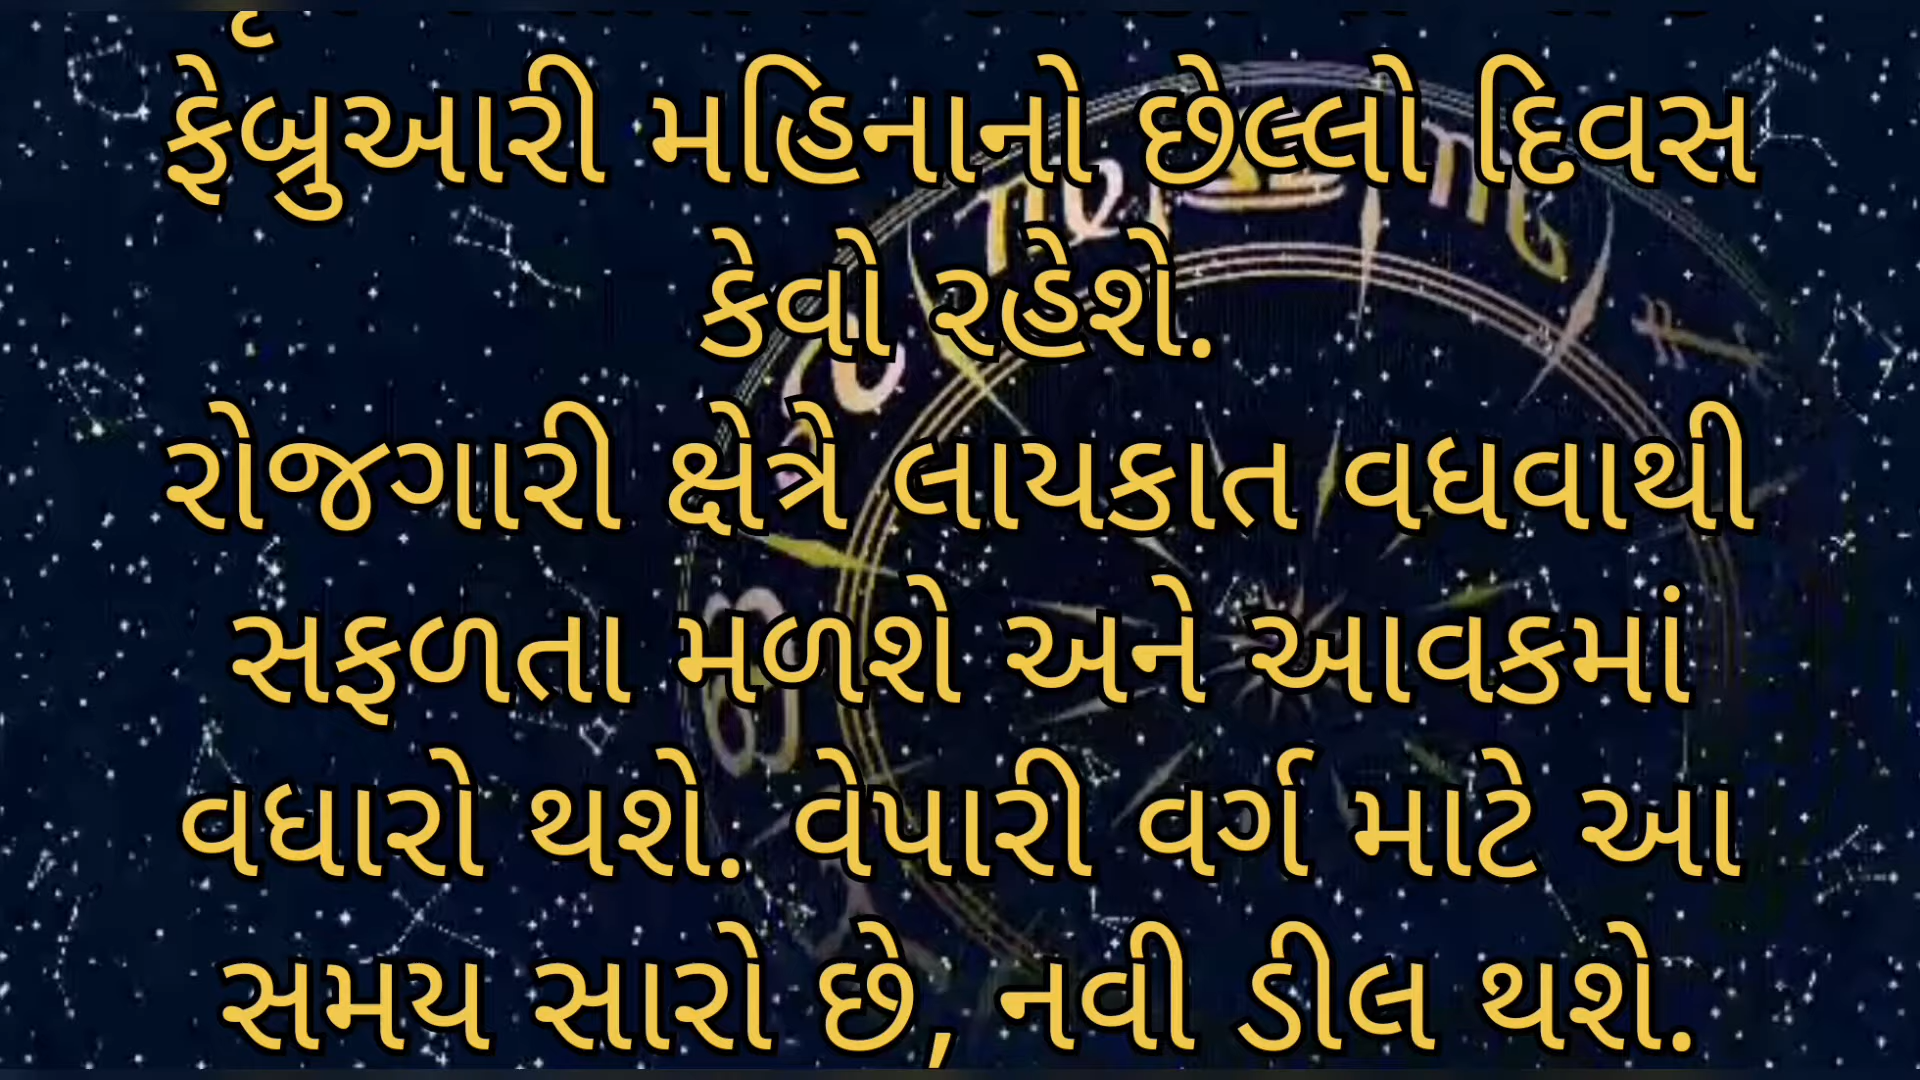 ફેબ્રુઆરી મહિનાનો છેલ્લો દિવસ
કેવો રહેશે.
રોજગારી ક્ષેત્રે લાયકાત વધવાથી
સફળતા મળશે અને આવકમાં
વધારો થશે. વેપારી વર્ગ માટે આ
સમય સારો છે, નવી ડીલ થશે.